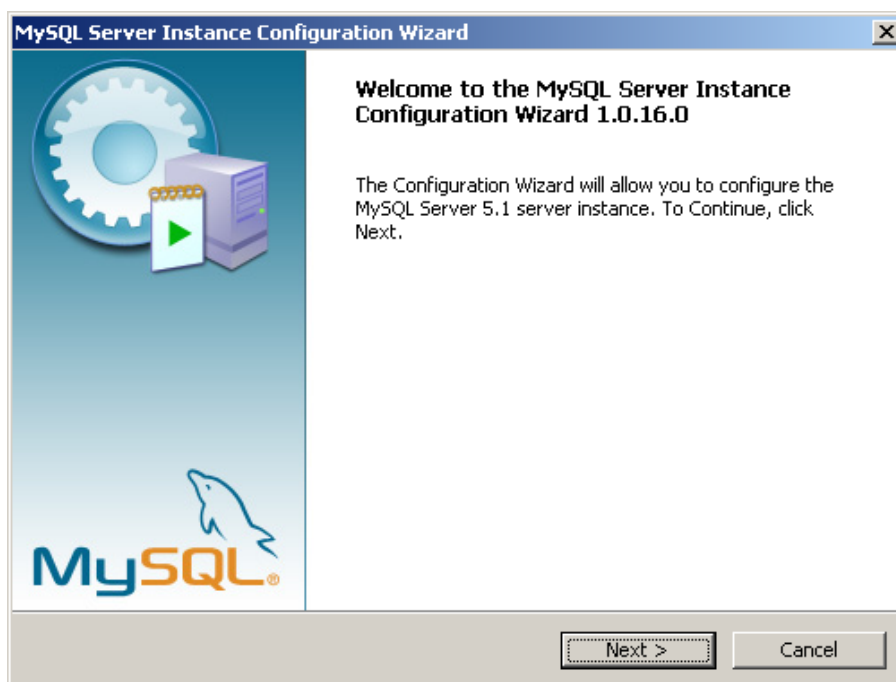 MySQL Server Instance Configuration Wizard
Welcome to the MySQL Server Instance
Configuration Wizard 1.0.16.0
The Configuration Wizard will allow you to configure the
MySQL Server 5.1 server instance. To Continue, click
Next.
MySQL®
Next >
Cancel